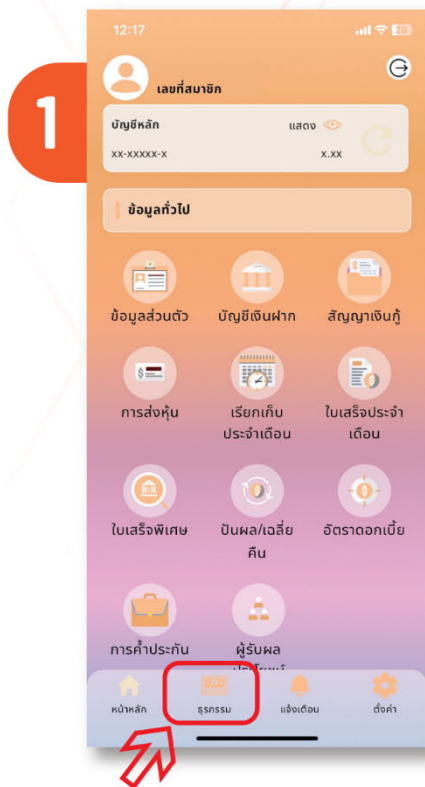 1
12:17
28
เลขที่สมาชิก
บัญชีหลัก แสดง
xx-xxxxx-x x.xx
ข้อมูลทั่วไป
ข้อมูลส่วนตัว บัญชีเงินฝาก สัญญาเงินกู้
การส่งหุ้น เรียกเก็บ ใบเสร็จประจำ
ประจำเดือน เดือน
ใบเสร็จพิเศษ ปันผล/เฉลี่ย อัตราดอกเบี้ย
คืน
การค้ำประกัน ผู้รับผล
ประโยชน์
หน้าหลัก ธุรกรรม แจ้งเตือน ตั้งค่า